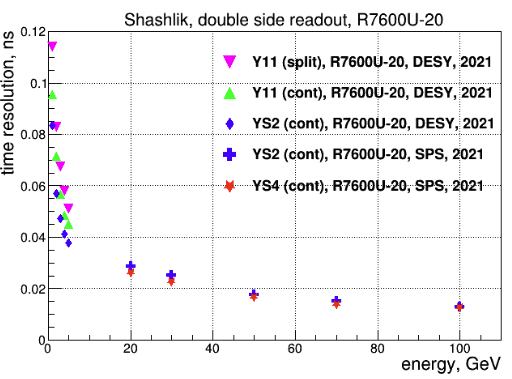 Shashlik, double side readout, R7600U-20
time resolution, ns
0.12
0.1
0.08
0.06
0.04
0.02
0
Y11 (split), R7600U-20, DESY, 2021
Y11 (cont), R7600U-20, DESY, 2021
YS2 (cont), R7600U-20, DESY, 2021
YS2 (cont), R7600U-20, SPS, 2021
YS4 (cont), R7600U-20, SPS, 2021
0 20 40 60 80 100
energy, GeV